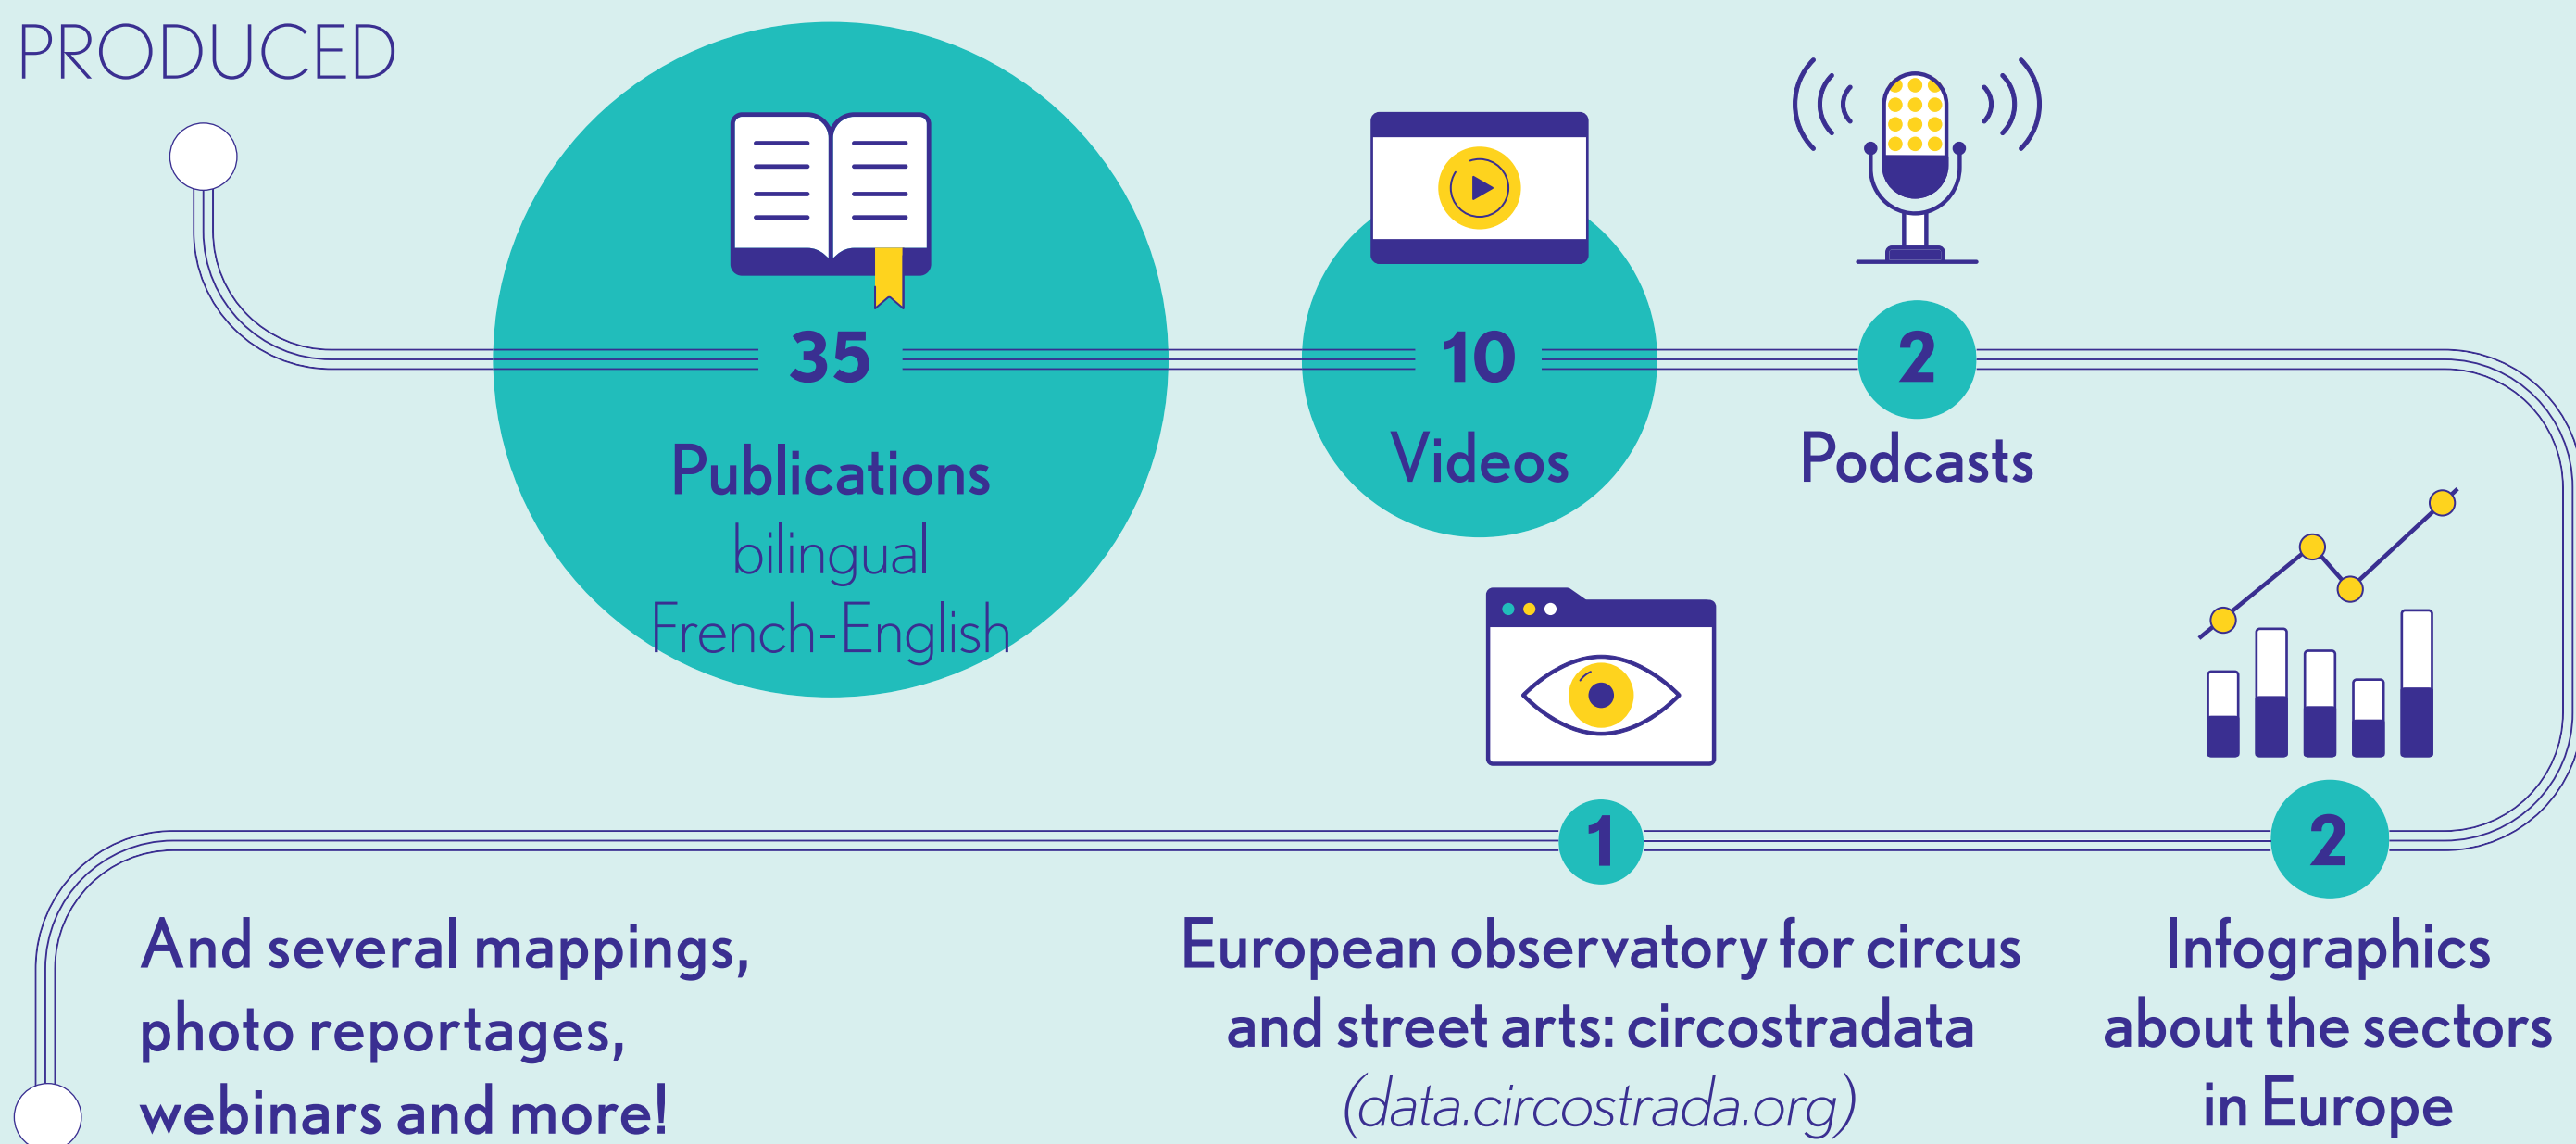 PRODUCED
35
Publications
bilingual
French-English
10
Videos
2
Podcasts
2
Infographics
about the sectors
in Europe
1
European observatory for circus
and street arts: circostradata
(data.circostrada.org)
And several mappings,
photo reportages,
webinars and more!